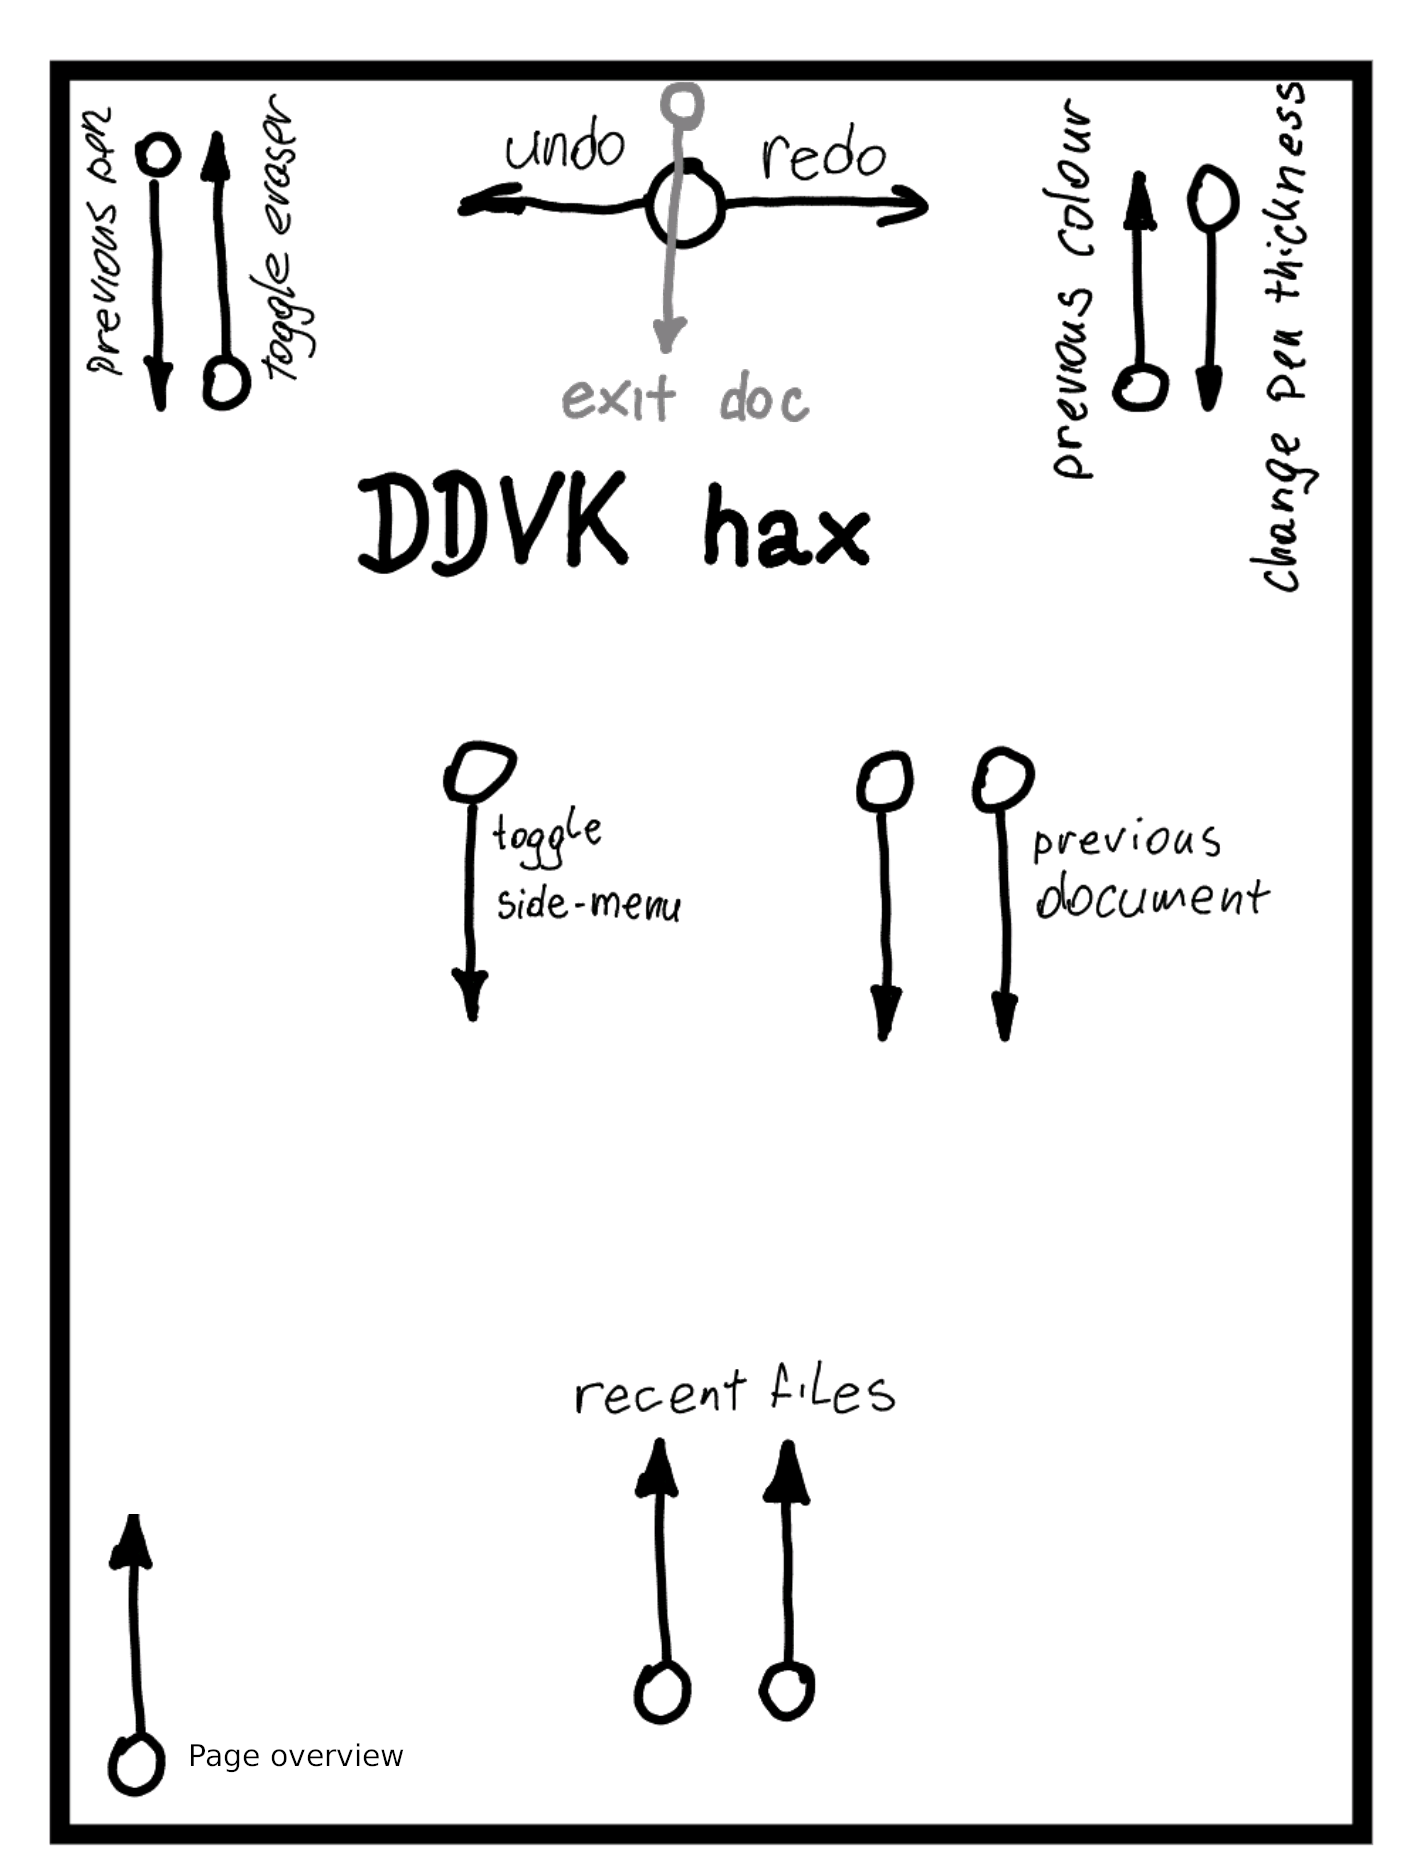 previous pen
toggle eraser
undo
redo
exit doc
previous colour
change pen thickness
DDVK hax
toggle
side-menu
previous
document
recent files
Page overview